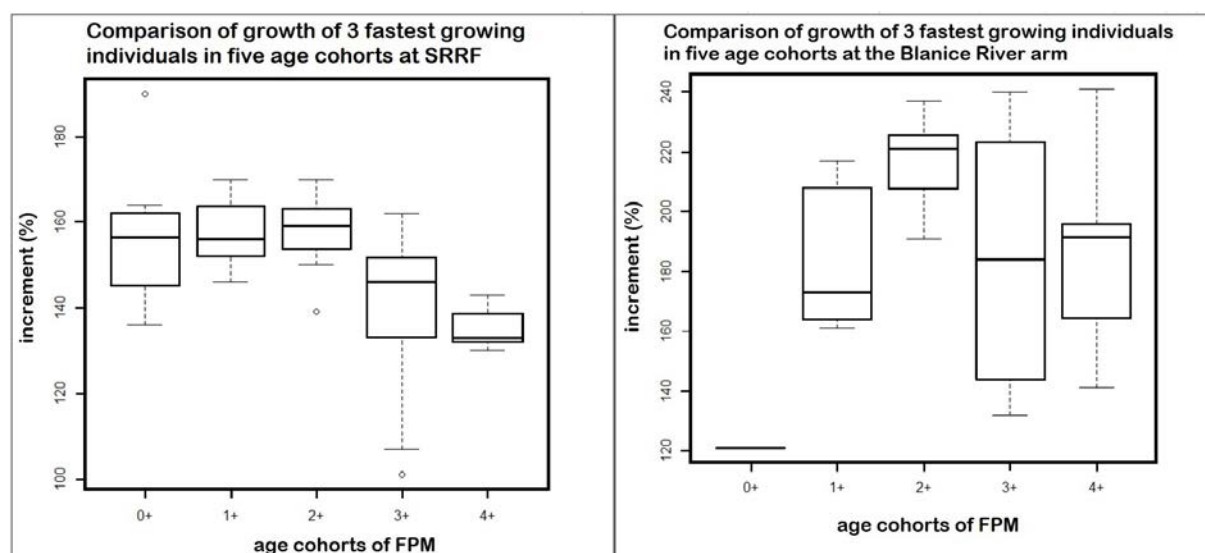 Comparison of growth of 3 fastest growing
individuals in five age cohorts at SRRF
increment (%)
180
160
140
120
100
0+ 1+ 2+ 3+ 4+
age cohorts of FPM
Comparison of growth of 3 fastest growing individuals
in five age cohorts at the Blanice River arm
increment (%)
240
220
200
180
160
140
120
0+ 1+ 2+ 3+ 4+
age cohorts of FPM